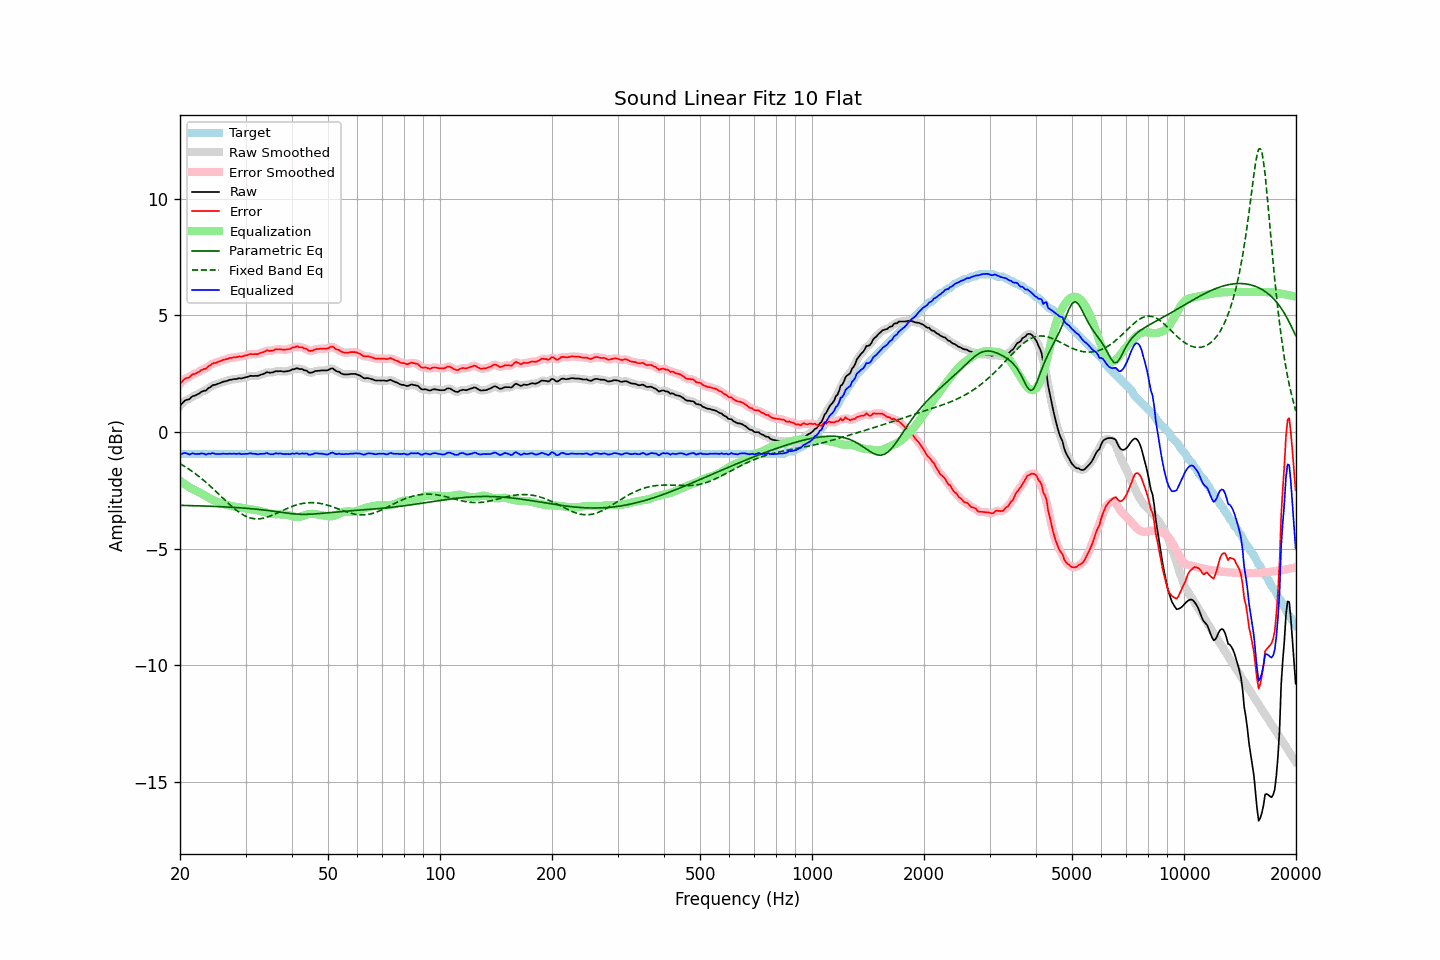 Sound Linear Fitz 10 Flat
Target
Raw Smoothed
Error Smoothed
Raw
Error
Equalization
Parametric Eq
Fixed Band Eq
Equalized
10
5
0
−5
−10
−15
Amplitude (dBr)
20 50 100 200 500 1000 2000 5000 10000 20000
Frequency (Hz)